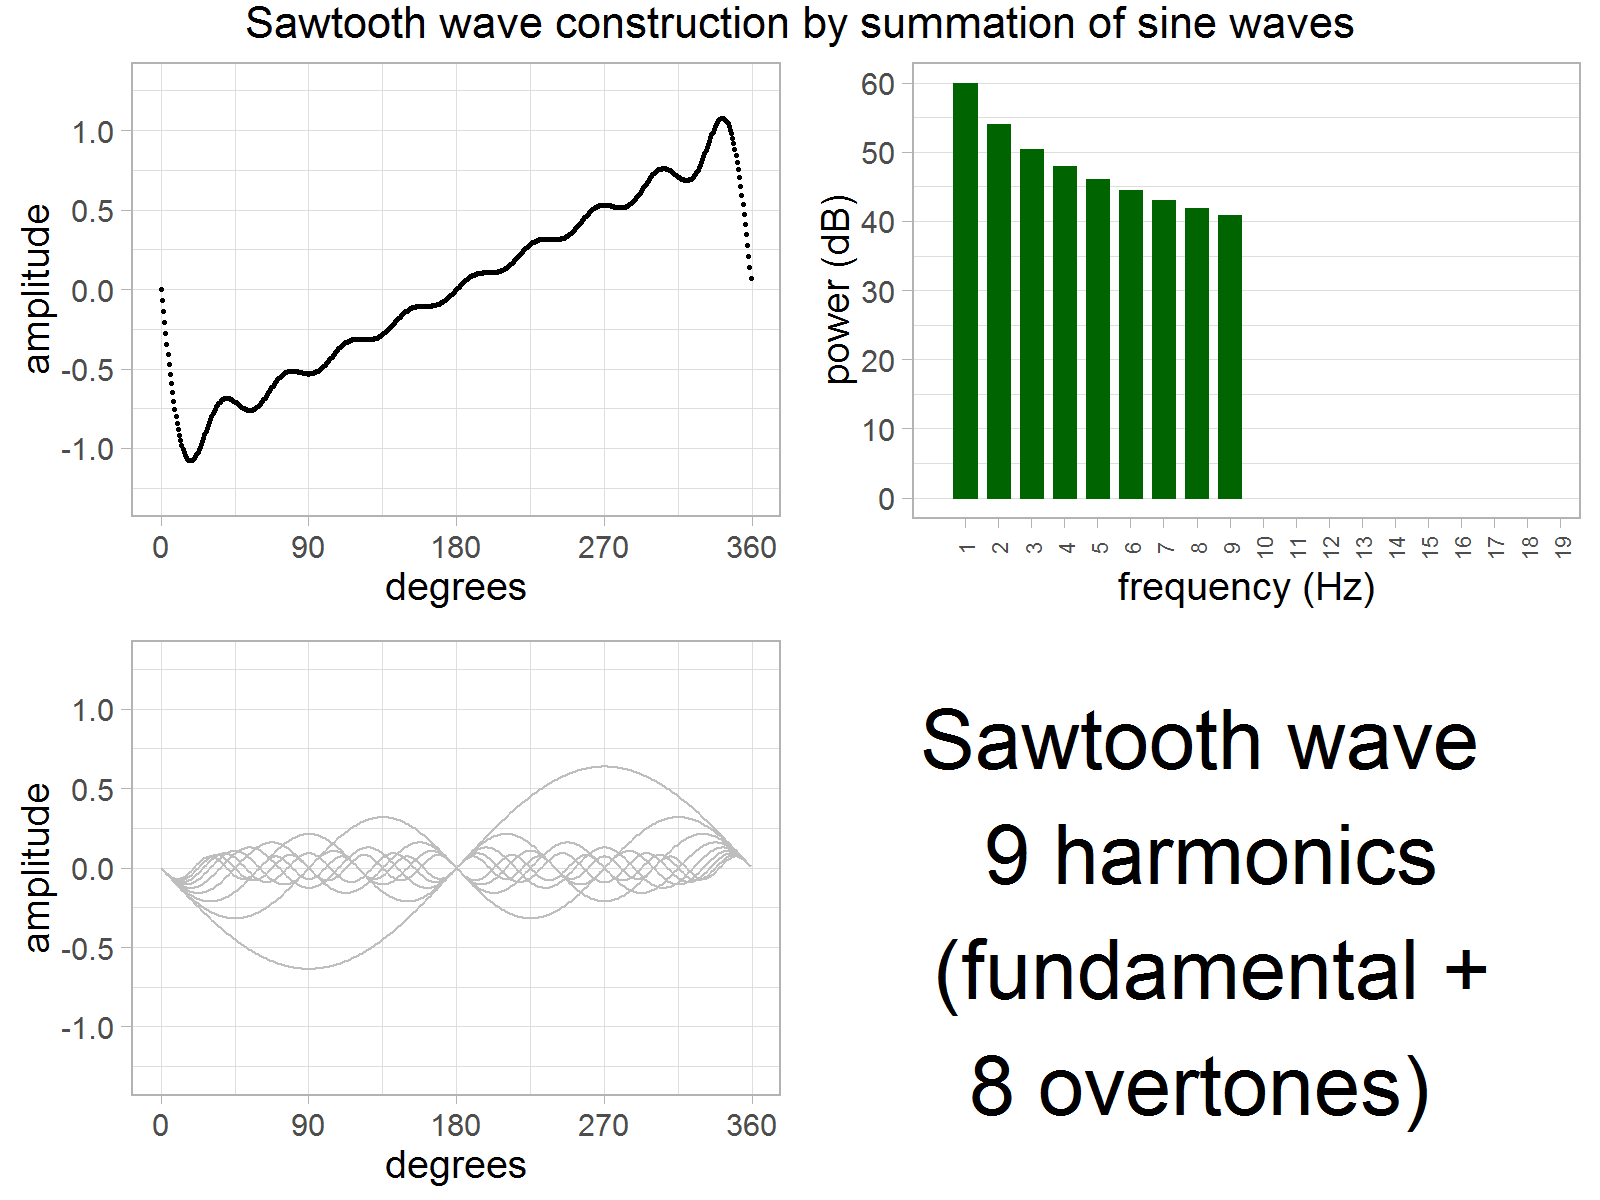 Sawtooth wave construction by summation of sine waves
amplitude
1.0
0.5
0.0
-0.5
-1.0
0 90 180 270 360
degrees
power (dB)
60
50
40
30
20
10
0
1 2 3 4 5 6 7 8 9 10 11 12 13 14 15 16 17 18 19
frequency (Hz)
amplitude
1.0
0.5
0.0
-0.5
-1.0
0 90 180 270 360
degrees
Sawtooth wave
9 harmonics
(fundamental +
8 overtones)